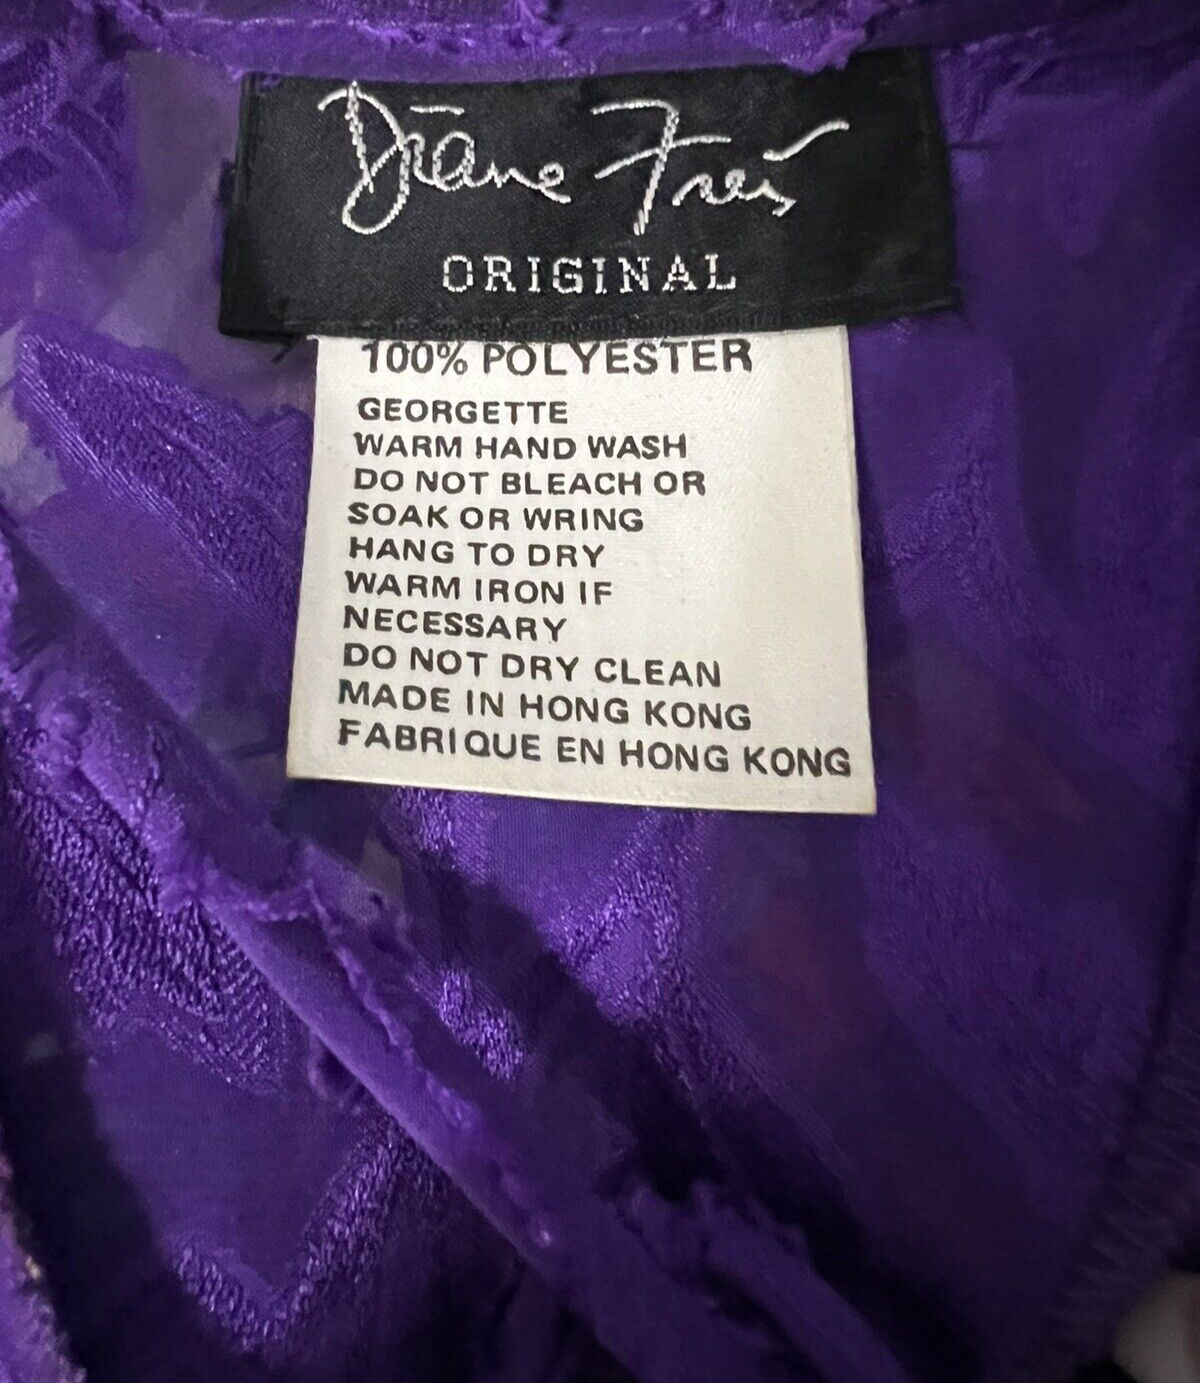 Diane Freis
ORIGINAL
100% POLYESTER
GEORGETTE
WARM HAND WASH
DO NOT BLEACH OR
SOAK OR WRING
HANG TO DRY
WARM IRON IF
NECESSARY
DO NOT DRY CLEAN
MADE IN HONG KONG
FABRIQUE EN HONG KONG